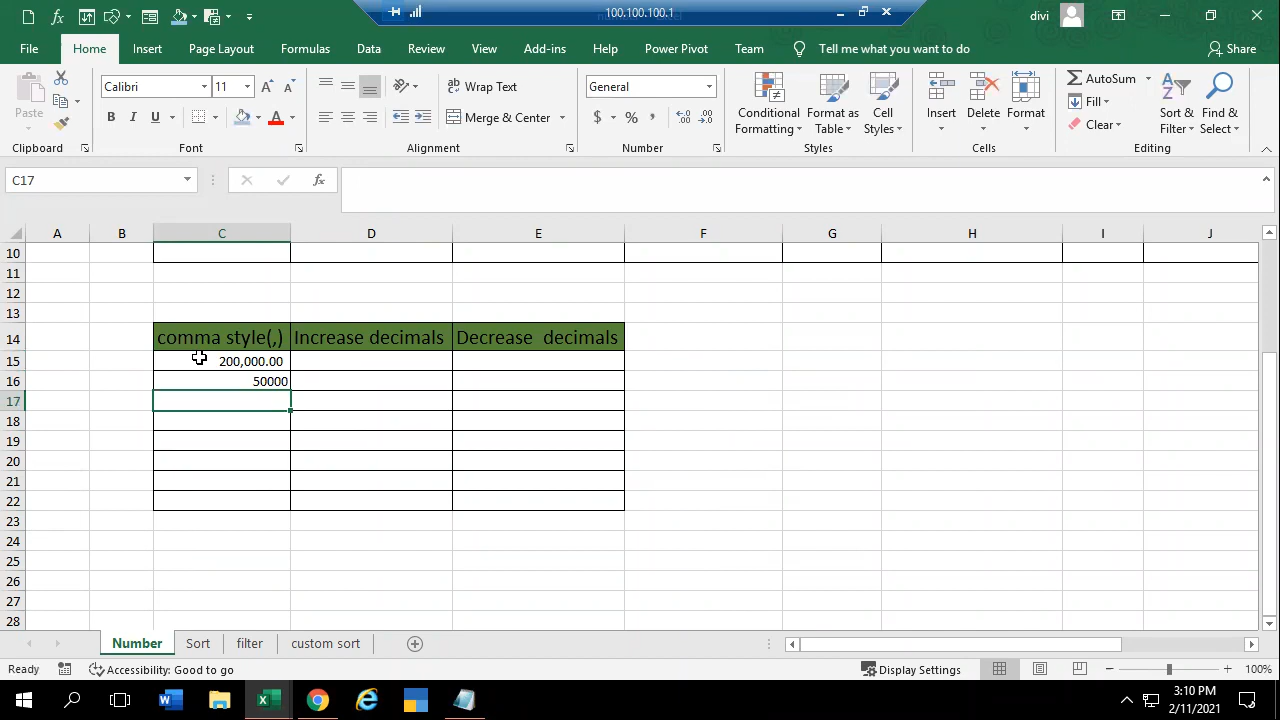 100.100.100.1
divi
File Home Insert Page Layout Formulas Data Review View Add-ins Help Power Pivot Team Tell me what you want to do Share
Paste
Calibri 11
B I U
Wrap Text
Merge & Center
General
$ % ,
Conditional Formatting
Format as Table
Cell Styles
Insert Delete Format
AutoSum
Fill
Clear
Sort & Filter
Find & Select
Clipboard Font Alignment Number Styles Cells Editing
C17 fx
A B C D E F G H I J
10
11
12
13
14 comma style(,) Increase decimals Decrease decimals
15 200,000.00
16 50000
17
18
19
20
21
22
23
24
25
26
27
28
Number Sort filter custom sort
Ready Accessibility: Good to go Display Settings 100%
3:10 PM
2/11/2021